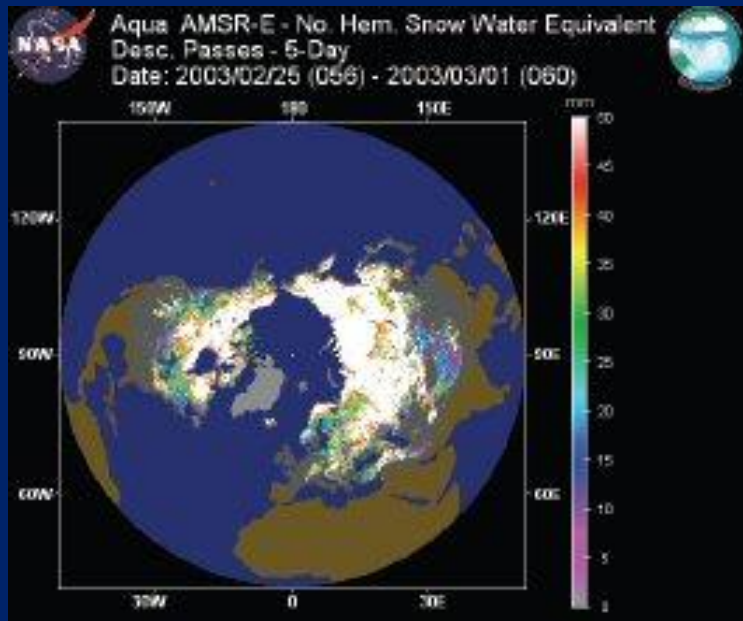 NASA
Aqua AMSR-E - No. Hem. Snow Water Equivalent
Desc. Passes - 5-Day
Date: 2003/02/25 (056) - 2003/03/01 (060)
mm
150W 180 150E
50
45
120W 120E
40
35
30
90W 90E
25
20
15
60W 60E
10
5
0
30W 0 30E